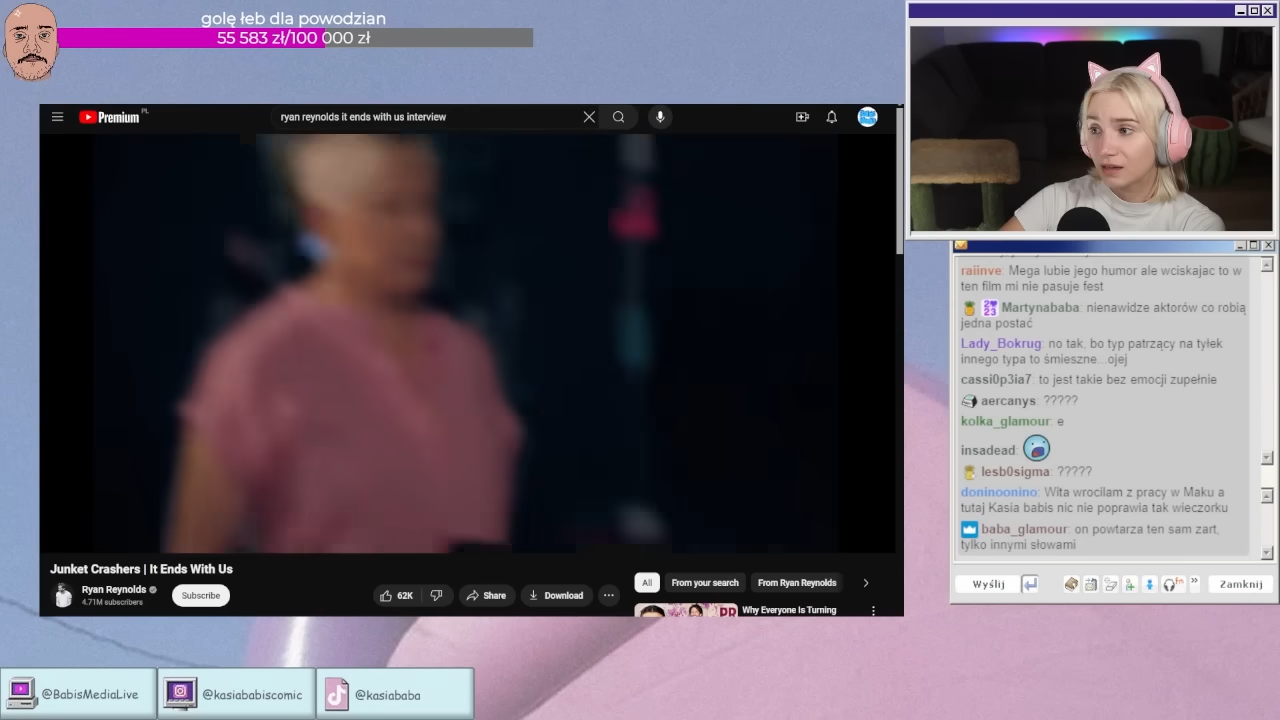 golę łeb dla powodzian
55 583 zł/100 000 zł
Premium PL
ryan reynolds it ends with us interview
Junket Crashers | It Ends With Us
Ryan Reynolds
4.71M subscribers
Subscribe
62K
Share
Download
All
From your search
From Ryan Reynolds
Why Everyone Is Turning
PR
raiinve: Mega lubie jego humor ale wciskajac to w
ten film mi nie pasuje fest
Martynababa: nienawidze aktorów co robią
jedna postać
Lady_Bokrug: no tak, bo typ patrzący na tyłek
innego typa to śmieszne...ojej
cassi0p3ia7: to jest takie bez emocji zupełnie
aercanys: ?????
kolka_glamour: e
insadead:
lesb0sigma: ?????
doninoonino: Wita wrocilam z pracy w Maku a
tutaj Kasia babis nic nie poprawia tak wieczorku
baba_glamour: on powtarza ten sam zart,
tylko innymi słowami
Wyślij
fn
Zamknij
@BabisMediaLive
@kasiababiscomic
@kasiababa